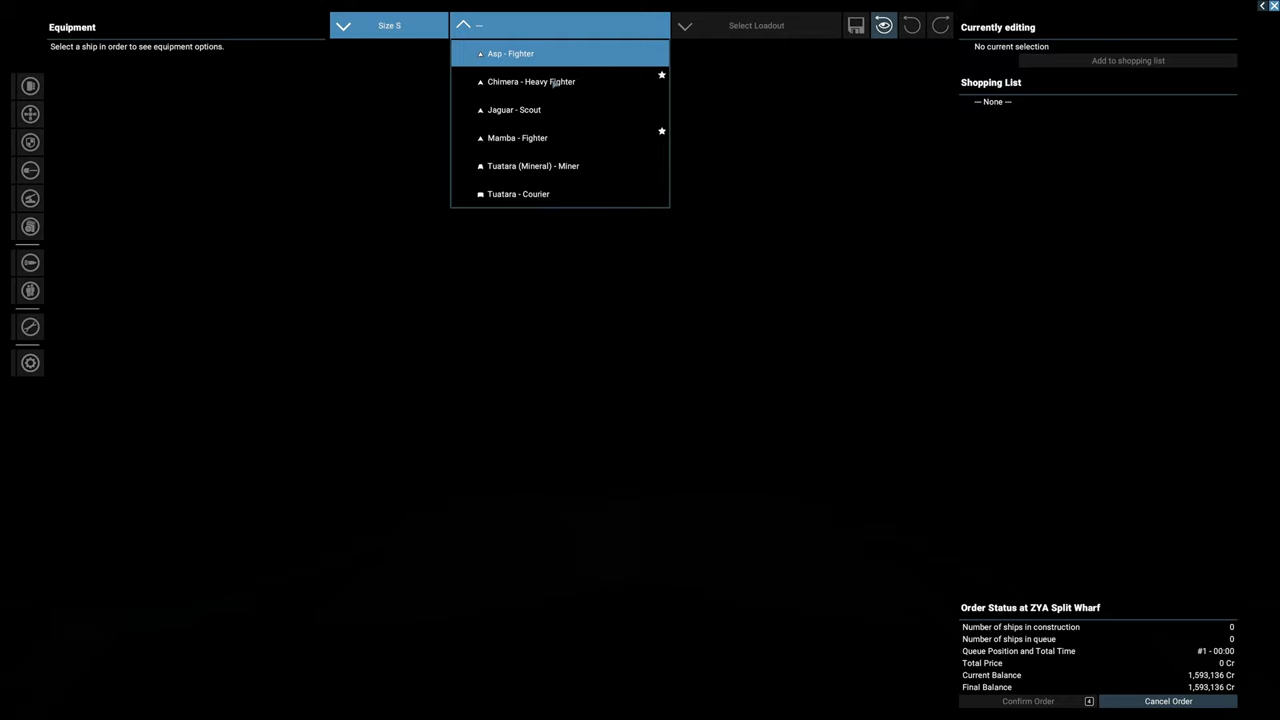 Equipment
Select a ship in order to see equipment options.
Size S
—
Asp - Fighter
Chimera - Heavy Fighter
Jaguar - Scout
Mamba - Fighter
Tuatara (Mineral) - Miner
Tuatara - Courier
Select Loadout
Currently editing
No current selection
Add to shopping list
Shopping List
— None —
Order Status at ZYA Split Wharf
Number of ships in construction 0
Number of ships in queue 0
Queue Position and Total Time #1 - 00:00
Total Price 0 Cr
Current Balance 1,593,136 Cr
Final Balance 1,593,136 Cr
Confirm Order 4 Cancel Order